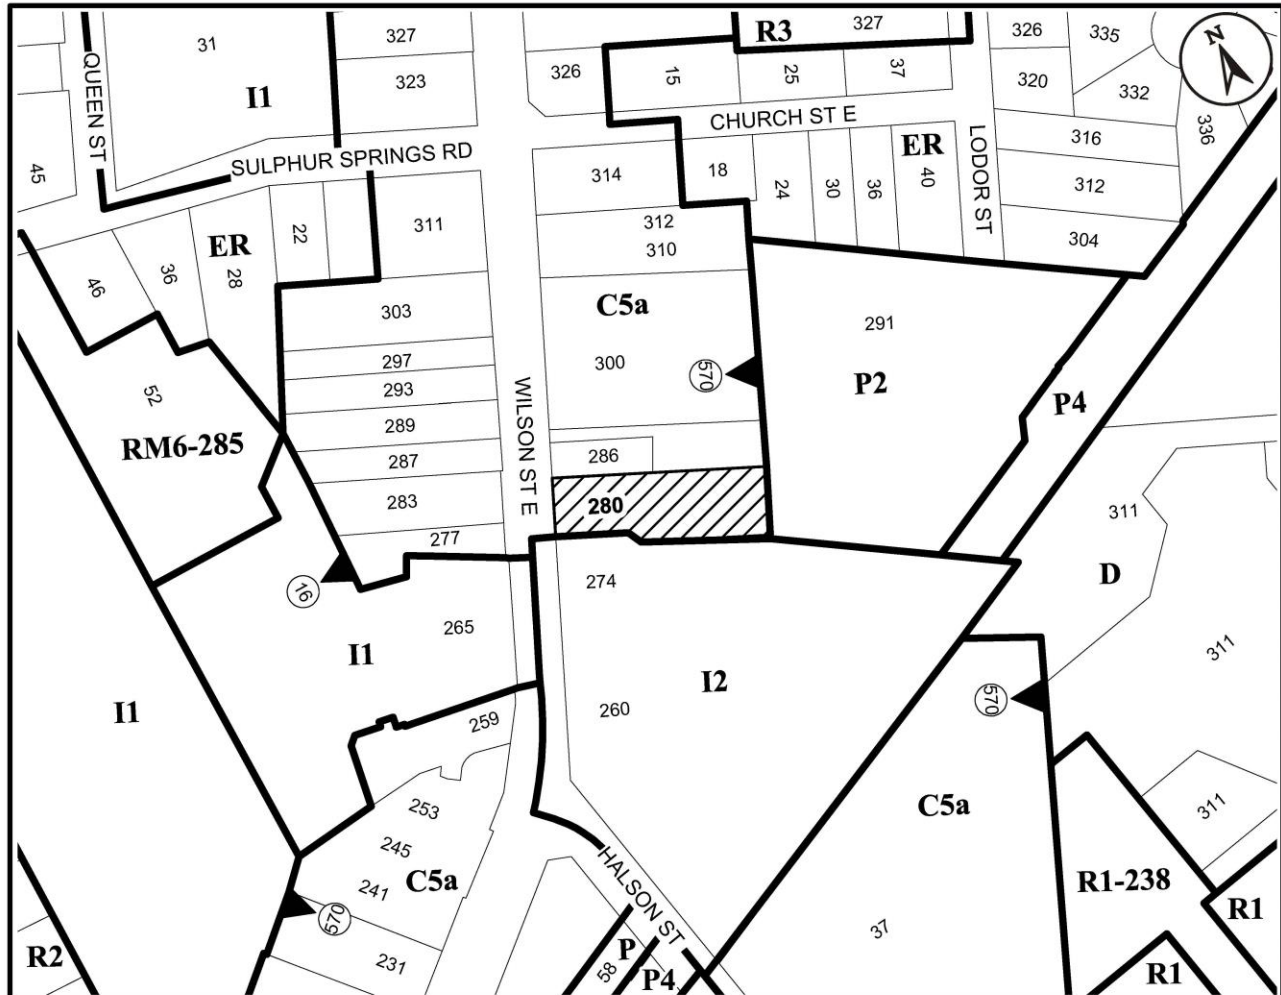 31
327
R3
327
326
335
N
QUEEN ST
I1
323
326
15
25
37
320
332
CHURCH ST E
336
SULPHUR SPRINGS RD
45
314
18
24
30
36
ER
40
LODOR ST
316
312
ER
22
311
312
310
304
46
36
28
303
C5a
291
297
300
570
P2
52
293
WILSON ST E
P4
RM6-285
289
287
286
283
280
311
277
16
274
D
265
I1
311
I2
I1
260
570
259
253
C5a
311
245
241
C5a
HALSON ST
R1-238
570
37
R1
R2
231
58
P
P4
R1